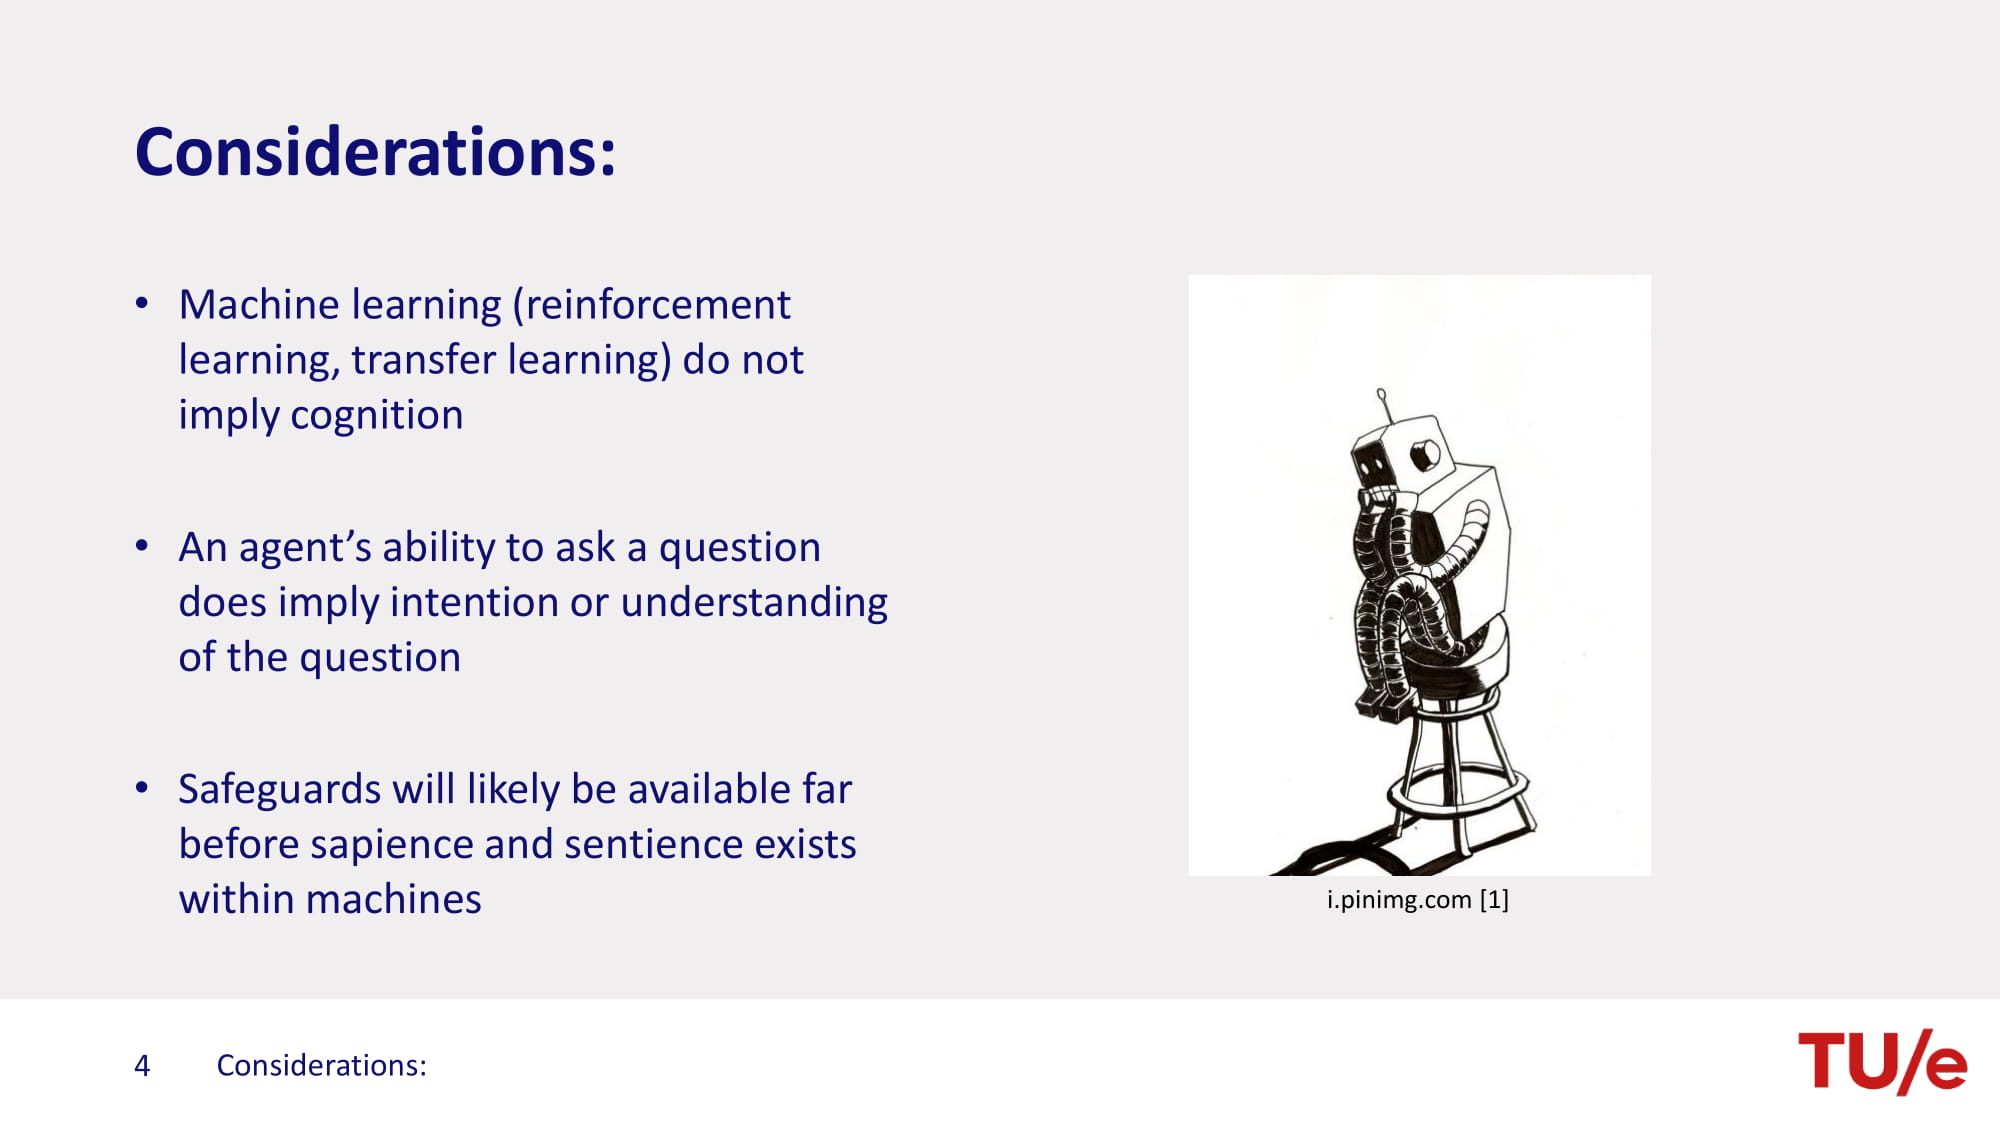 Considerations:
• Machine learning (reinforcement
learning, transfer learning) do not
imply cognition
• An agent’s ability to ask a question
does imply intention or understanding
of the question
• Safeguards will likely be available far
before sapience and sentience exists
within machines
i.pinimg.com [1]
4 Considerations:
TU/e